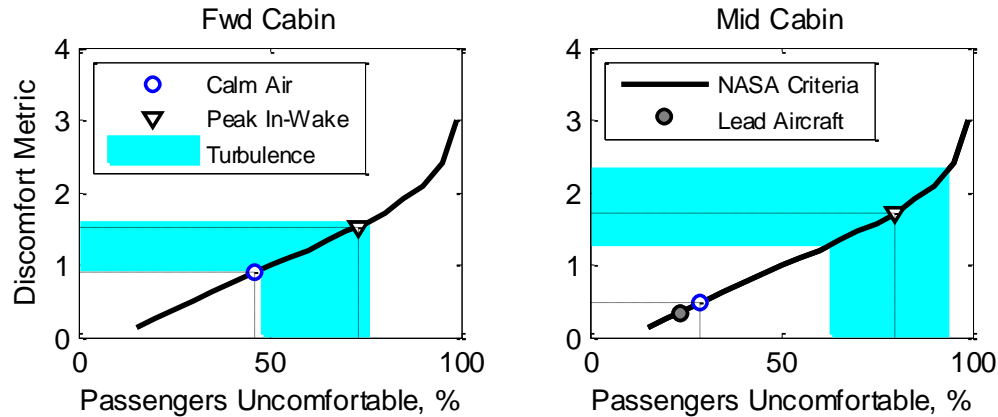 Fwd Cabin
4
3
2
1
0
Discomfort Metric
Calm Air
Peak In-Wake
Turbulence
0
50
100
Passengers Uncomfortable, %
Mid Cabin
4
3
2
1
0
NASA Criteria
Lead Aircraft
0
50
100
Passengers Uncomfortable, %